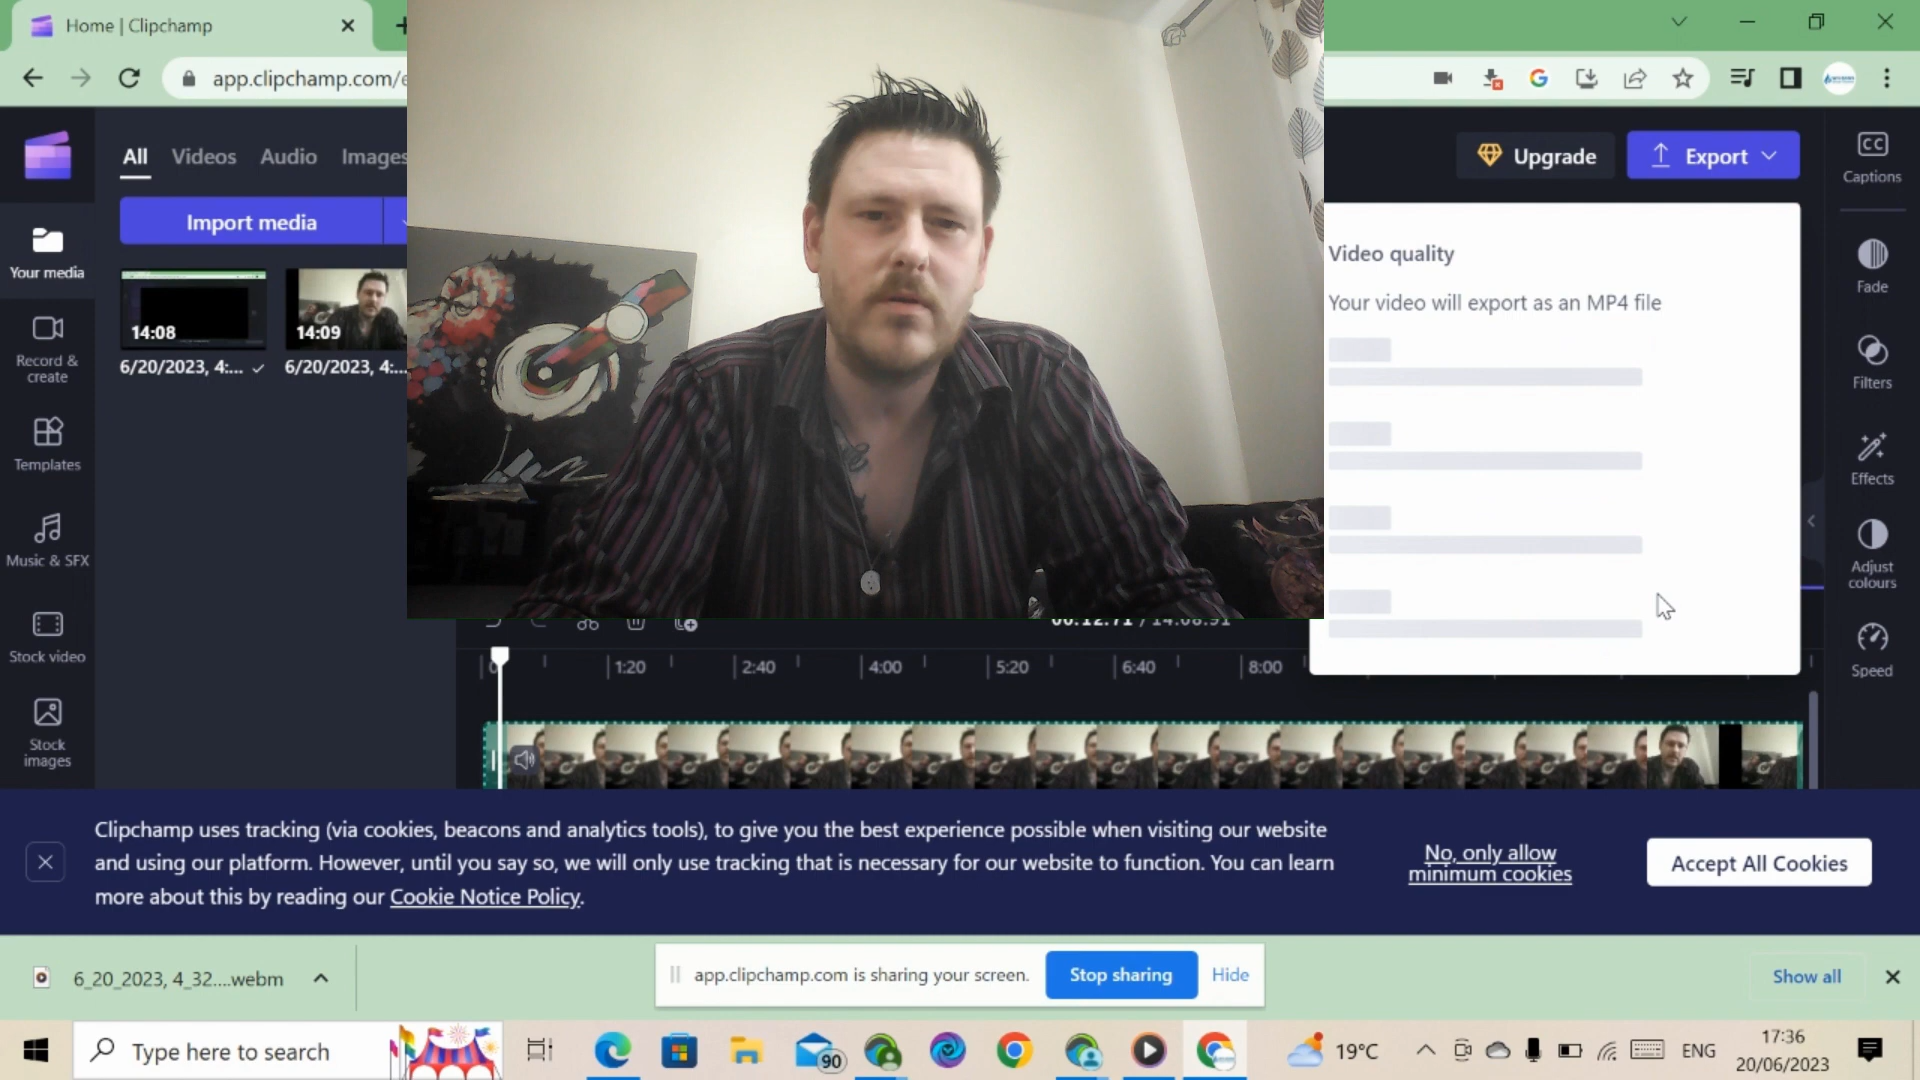 Home | Clipchamp
app.clipchamp.com/e
All Videos Audio Images
Upgrade
Export
CC
Captions
Import media
Your media
14:08
14:09
6/20/2023, 4:...
6/20/2023, 4:...
Video quality
Your video will export as an MP4 file
Fade
Record &
create
Filters
Templates
Effects
Music & SFX
Adjust
colours
Stock video
00:12.71 / 14:08.91
1:20 2:40 4:00 5:20 6:40 8:00
Speed
Stock
images
Clipchamp uses tracking (via cookies, beacons and analytics tools), to give you the best experience possible when visiting our website
and using our platform. However, until you say so, we will only use tracking that is necessary for our website to function. You can learn
more about this by reading our Cookie Notice Policy.
No, only allow
minimum cookies
Accept All Cookies
6_20_2023, 4_32....webm
app.clipchamp.com is sharing your screen.
Stop sharing
Hide
Show all
Type here to search
90
19°C
ENG
17:36
20/06/2023